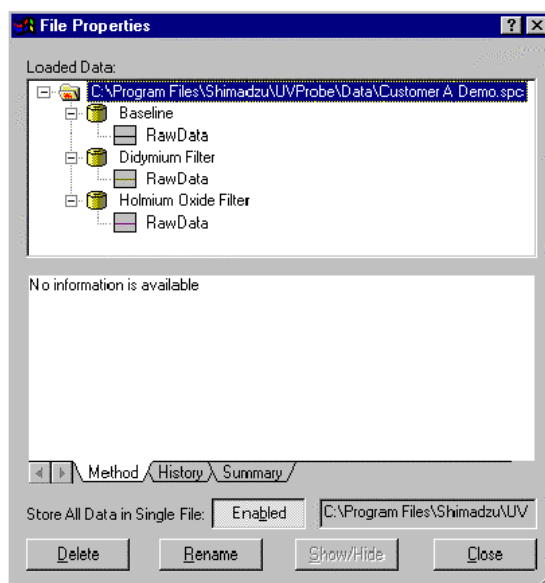 File Properties
Loaded Data:
C:\Program Files\Shimadzu\UVProbe\Data\Customer A Demo.spc
Baseline
RawData
Didymium Filter
RawData
Holmium Oxide Filter
RawData
No information is available
Method History Summary
Store All Data in Single File: Enabled C:\Program Files\Shimadzu\UV
Delete Rename Show/Hide Close